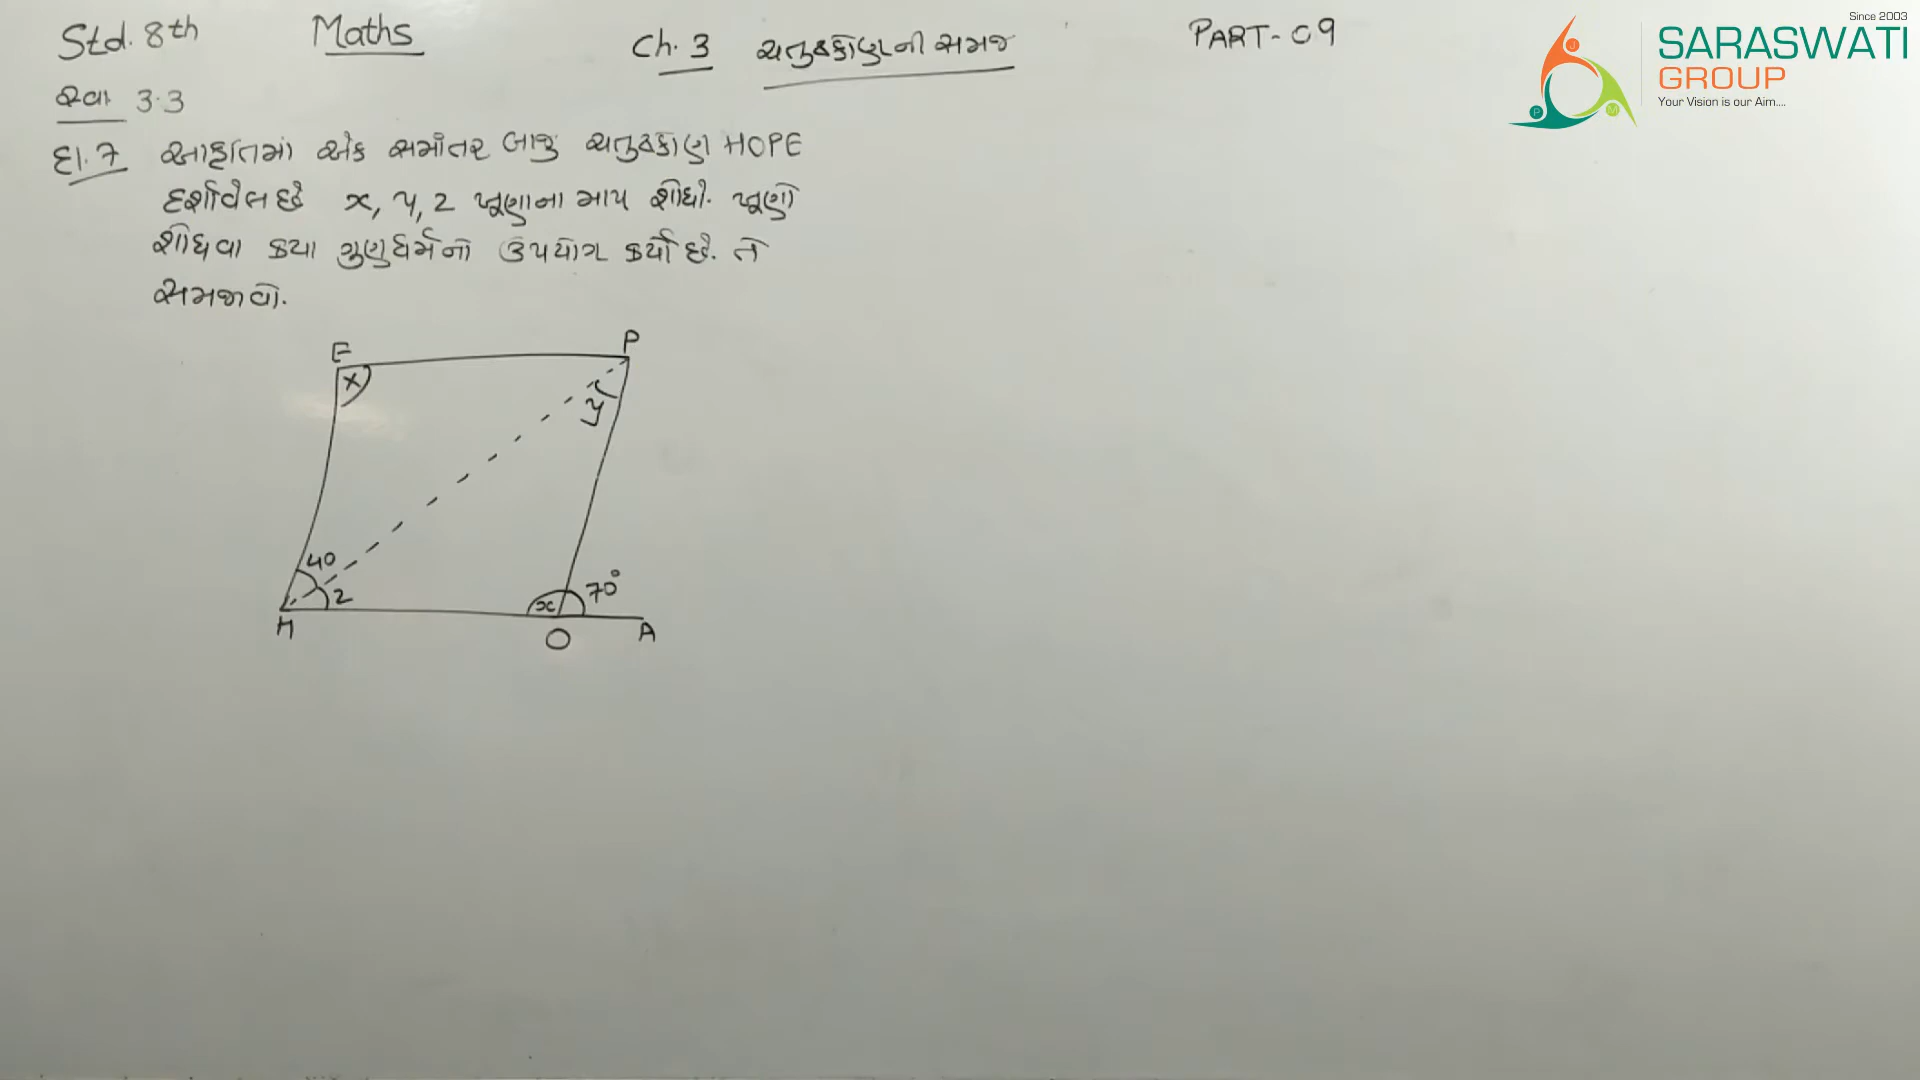 Std. 8th Maths Ch. 3 ચતુષ્કોણની સમજ PART-09
સ્વા. 3.3
દા.7 આકૃતિમાં એક સમાંતર બાજુ ચતુષ્કોણ HOPE
દર્શાવેલ છે x, y, z ખૂણાના માપ શોધો. ખૂણો
શોધવા કયા ગુણધર્મનો ઉપયોગ કર્યો છે. તે
સમજાવો.
E P
x
y
40
z
x 70°
H O A
Since 2003
SARASWATI
GROUP
Your Vision is our Aim....
J
P M